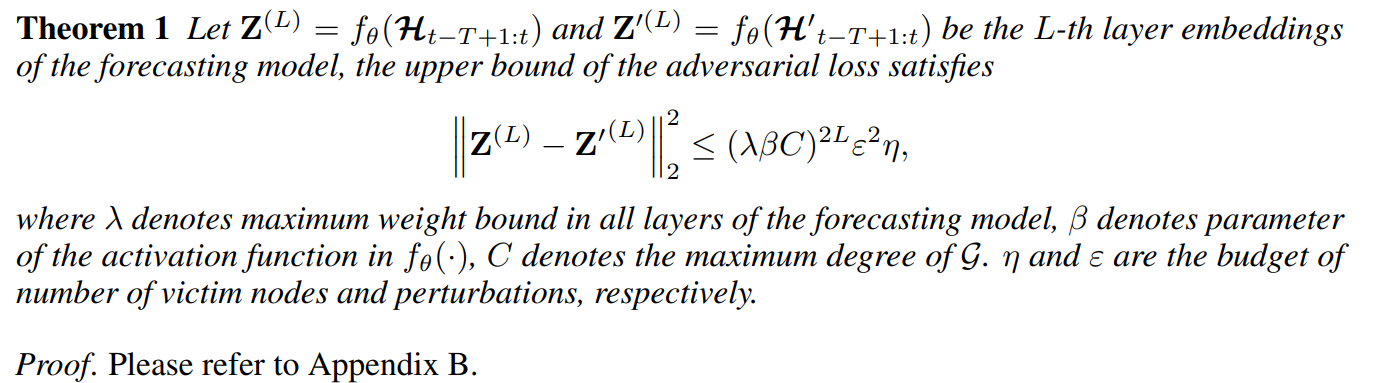 Theorem 1 Let Z^{(L)} = f_θ(𝓗_{t−T+1:t}) and Z′^{(L)} = f_θ(𝓗′_{t−T+1:t}) be the L-th layer embeddings
of the forecasting model, the upper bound of the adversarial loss satisfies
‖Z^{(L)} − Z′^{(L)}‖_2^2 ≤ (λβC)^{2L}ε^2η,
where λ denotes maximum weight bound in all layers of the forecasting model, β denotes parameter
of the activation function in f_θ(·), C denotes the maximum degree of 𝒢. η and ε are the budget of
number of victim nodes and perturbations, respectively.
Proof. Please refer to Appendix B.